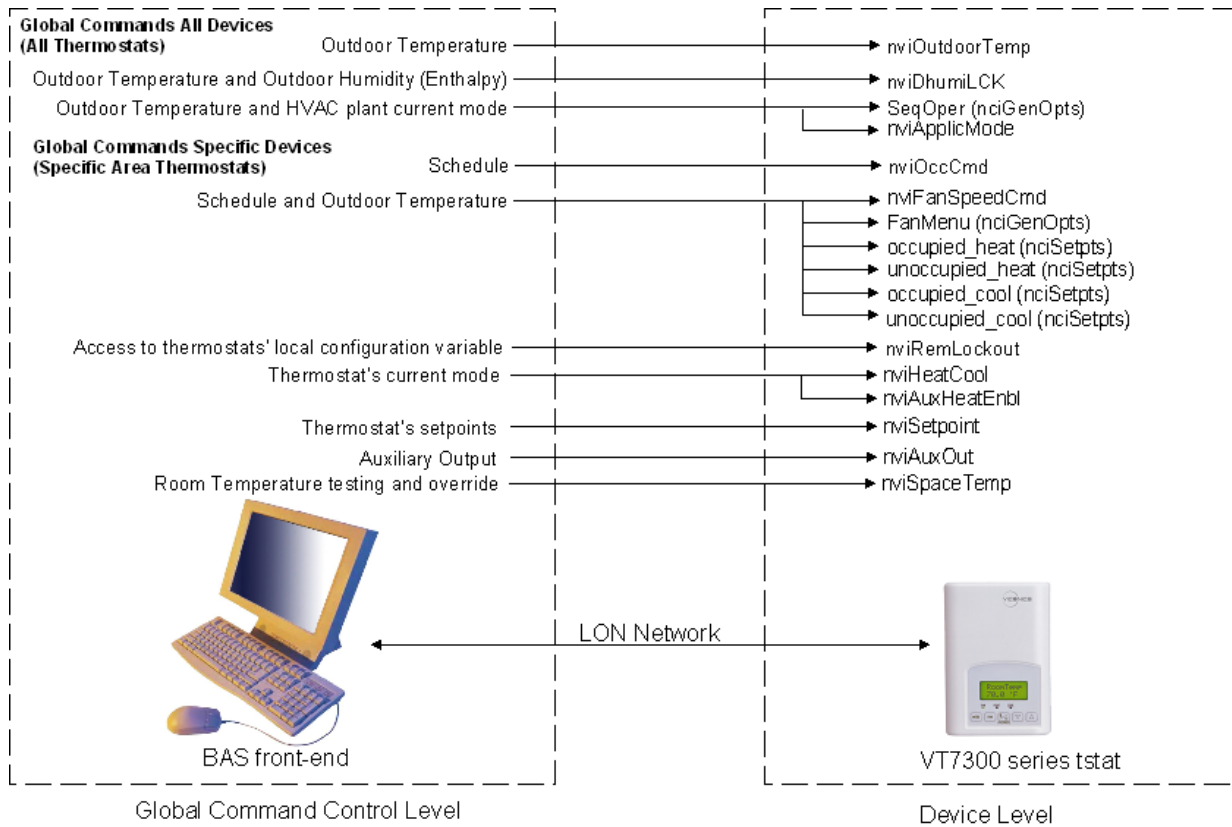 Global Commands All Devices
(All Thermostats)
Outdoor Temperature
nviOutdoorTemp
Outdoor Temperature and Outdoor Humidity (Enthalpy)
nviDhumiLCK
Outdoor Temperature and HVAC plant current mode
SeqOper (nciGenOpts)
nviApplicMode
Global Commands Specific Devices
(Specific Area Thermostats)
Schedule
nviOccCmd
Schedule and Outdoor Temperature
nviFanSpeedCmd
FanMenu (nciGenOpts)
occupied_heat (nciSetpts)
unoccupied_heat (nciSetpts)
occupied_cool (nciSetpts)
unoccupied_cool (nciSetpts)
Access to thermostats' local configuration variable
nviRemLockout
Thermostat's current mode
nviHeatCool
nviAuxHeatEnbl
Thermostat's setpoints
nviSetpoint
Auxiliary Output
nviAuxOut
Room Temperature testing and override
nviSpaceTemp
LON Network
RoomTemp
BAS front-end
VT7300 series tstat
Global Command Control Level
Device Level